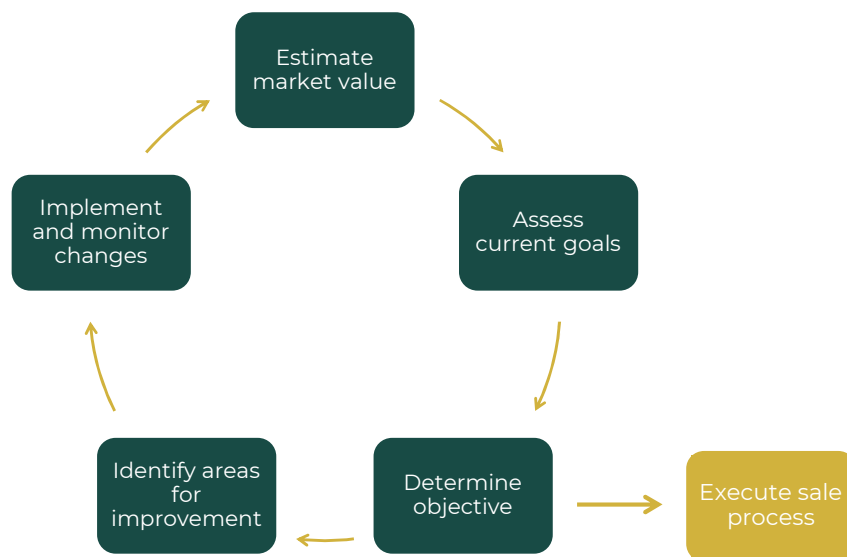 Estimate
market value
Assess
current goals
Determine
objective
Execute sale
process
Identify areas
for
improvement
Implement
and monitor
changes